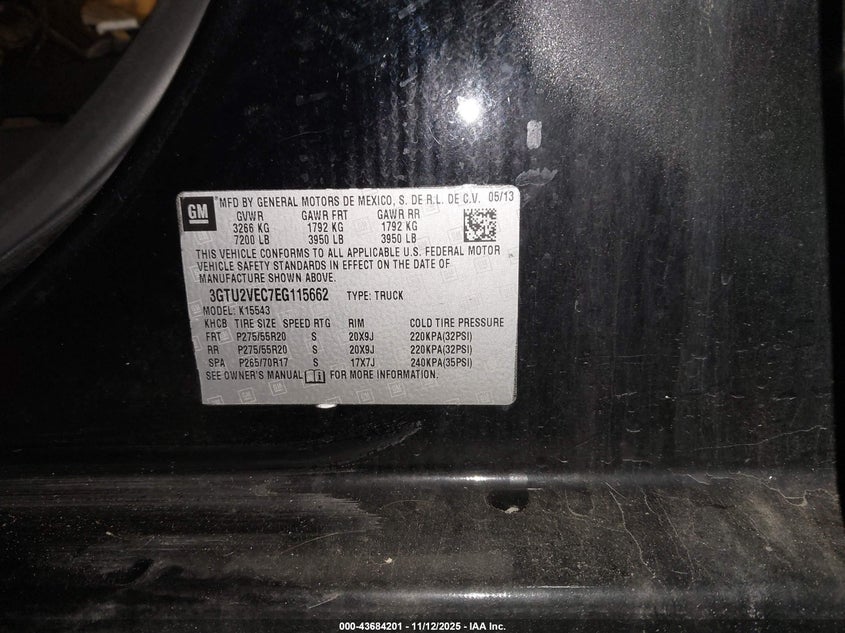 GM
MFD BY GENERAL MOTORS DE MEXICO, S. DE R.L. DE C.V. 05/13
GVWR GAWR FRT GAWR RR
3266 KG 1792 KG 1792 KG
7200 LB 3950 LB 3950 LB
THIS VEHICLE CONFORMS TO ALL APPLICABLE U.S. FEDERAL MOTOR
VEHICLE SAFETY STANDARDS IN EFFECT ON THE DATE OF
MANUFACTURE SHOWN ABOVE.
3GTU2VEC7EG115662 TYPE: TRUCK
MODEL: K15543
KHCB TIRE SIZE SPEED RTG RIM COLD TIRE PRESSURE
FRT P275/55R20 S 20X9J 220KPA(32PSI)
RR P275/55R20 S 20X9J 220KPA(32PSI)
SPA P265/70R17 S 17X7J 240KPA(35PSI)
SEE OWNER'S MANUAL FOR MORE INFORMATION.
000-43684201 - 11/12/2025 - IAA Inc.